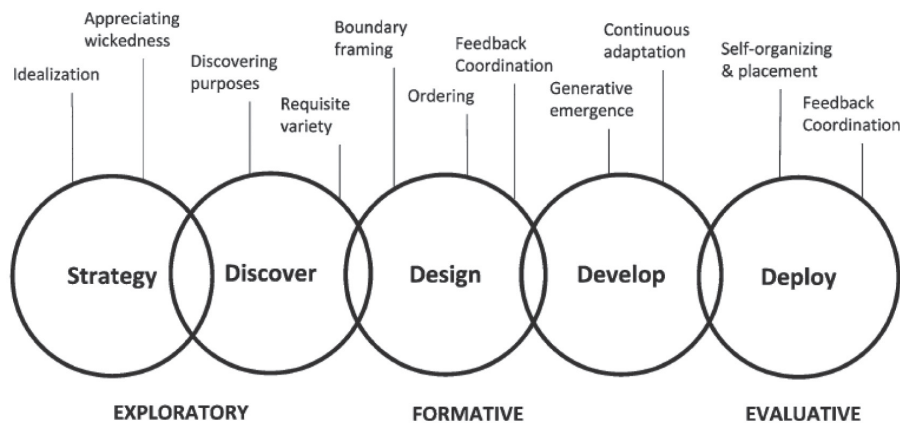 Idealization
Appreciating
wickedness
Discovering
purposes
Requisite
variety
Boundary
framing
Ordering
Feedback
Coordination
Generative
emergence
Continuous
adaptation
Self-organizing
& placement
Feedback
Coordination
Strategy
Discover
Design
Develop
Deploy
EXPLORATORY
FORMATIVE
EVALUATIVE